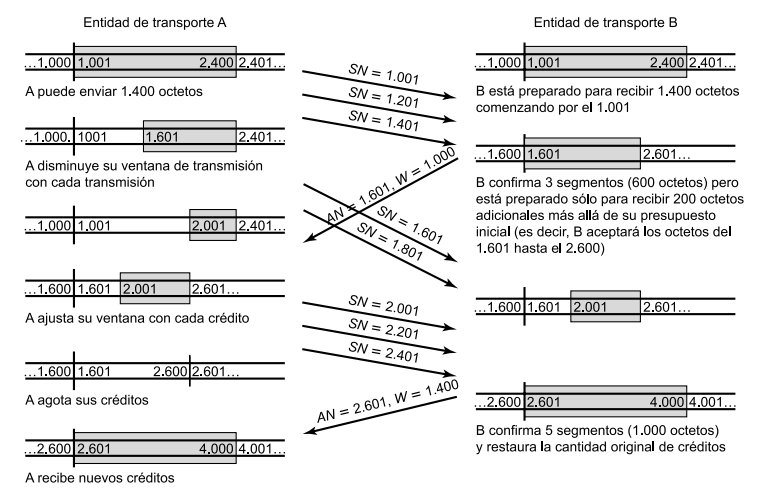 Entidad de transporte A
…1.000 1.001 2.400 2.401…
A puede enviar 1.400 octetos
…1.000. 1001 1.601 2.401…
A disminuye su ventana de transmisión
con cada transmisión
…1.000 1.001 2.001 2.401…
…1.600 1.601 2.001 2.601…
A ajusta su ventana con cada crédito
…1.600 1.601 2.600 2.601…
A agota sus créditos
…2.600 2.601 4.000 4.001…
A recibe nuevos créditos
SN = 1.001
SN = 1.201
SN = 1.401
AN = 1.601, W = 1.000
SN = 1.601
SN = 1.801
SN = 2.001
SN = 2.201
SN = 2.401
AN = 2.601, W = 1.400
Entidad de transporte B
…1.000 1.001 2.400 2.401…
B está preparado para recibir 1.400 octetos
comenzando por el 1.001
…1.600 1.601 2.601…
B confirma 3 segmentos (600 octetos) pero
está preparado sólo para recibir 200 octetos
adicionales más allá de su presupuesto
inicial (es decir, B aceptará los octetos del
1.601 hasta el 2.600)
…1.600 1.601 2.001 2.601…
…2.600 2.601 4.000 4.001…
B confirma 5 segmentos (1.000 octetos)
y restaura la cantidad original de créditos